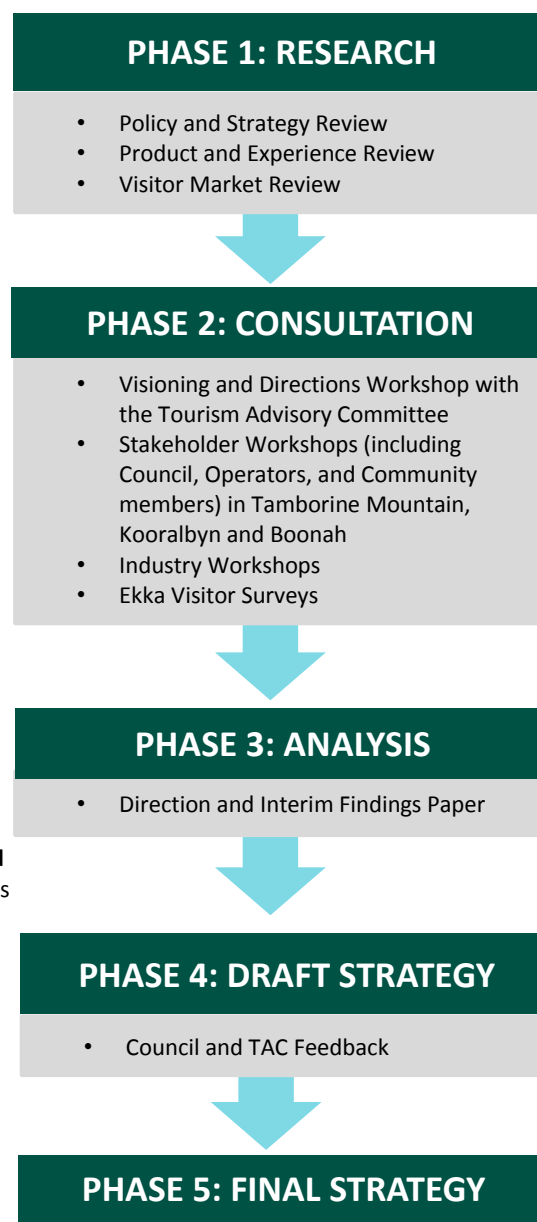 PHASE 1: RESEARCH
• Policy and Strategy Review
• Product and Experience Review
• Visitor Market Review
PHASE 2: CONSULTATION
• Visioning and Directions Workshop with
the Tourism Advisory Committee
• Stakeholder Workshops (including
Council, Operators, and Community
members) in Tamborine Mountain,
Kooralbyn and Boonah
• Industry Workshops
• Ekka Visitor Surveys
PHASE 3: ANALYSIS
• Direction and Interim Findings Paper
PHASE 4: DRAFT STRATEGY
• Council and TAC Feedback
PHASE 5: FINAL STRATEGY